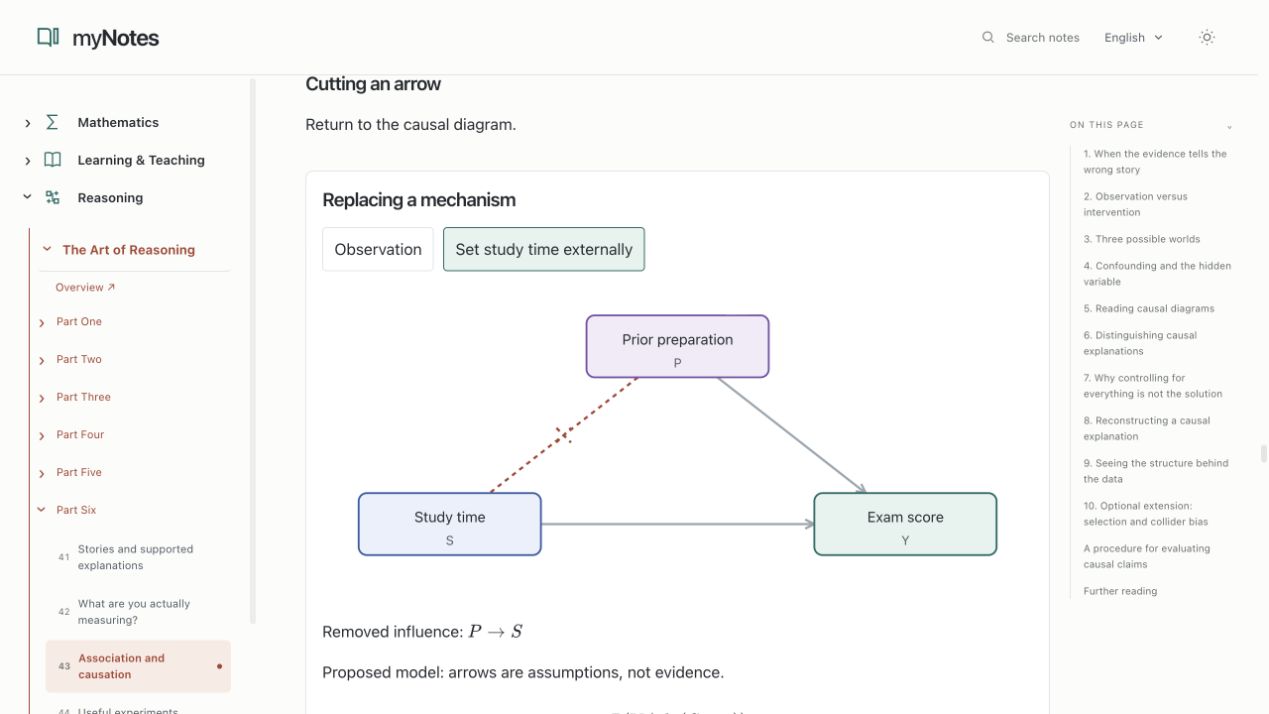 myNotes
Search notes
English
Mathematics
Learning & Teaching
Reasoning
The Art of Reasoning
Overview ↗
Part One
Part Two
Part Three
Part Four
Part Five
Part Six
41 Stories and supported
explanations
42 What are you actually
measuring?
43 Association and
causation
44 Useful experiments
Cutting an arrow
Return to the causal diagram.
Replacing a mechanism
Observation
Set study time externally
Prior preparation
P
Study time
S
Exam score
Y
Removed influence: P → S
Proposed model: arrows are assumptions, not evidence.
ON THIS PAGE
1. When the evidence tells the
wrong story
2. Observation versus
intervention
3. Three possible worlds
4. Confounding and the hidden
variable
5. Reading causal diagrams
6. Distinguishing causal
explanations
7. Why controlling for
everything is not the solution
8. Reconstructing a causal
explanation
9. Seeing the structure behind
the data
10. Optional extension:
selection and collider bias
A procedure for evaluating
causal claims
Further reading